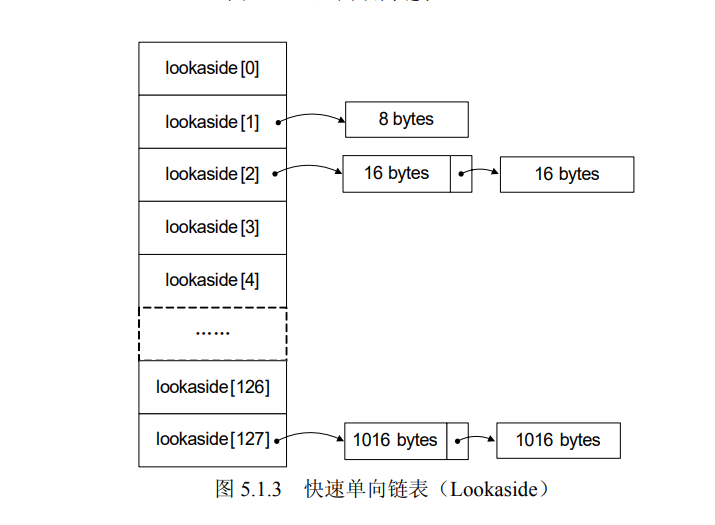 lookaside[0]
lookaside[1]
8 bytes
lookaside[2]
16 bytes
16 bytes
lookaside[3]
lookaside[4]
……
lookaside[126]
lookaside[127]
1016 bytes
1016 bytes
图 5.1.3 快速单向链表（Lookaside）